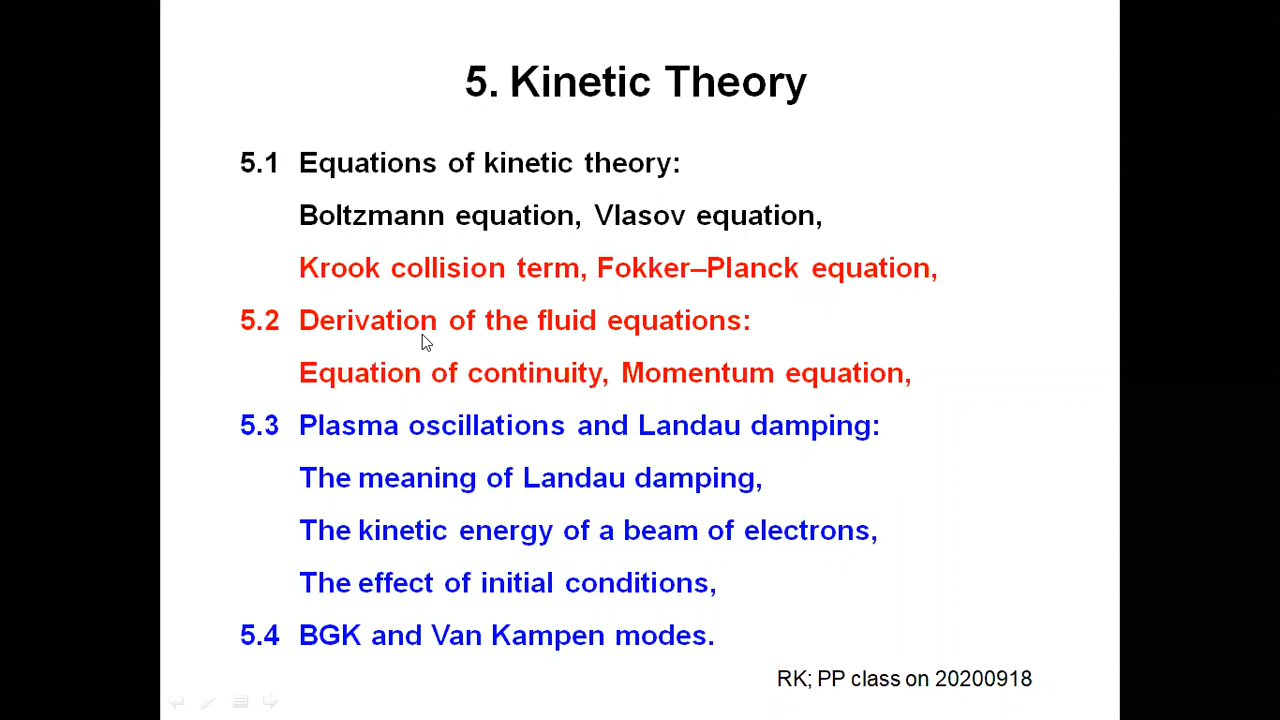 5. Kinetic Theory
5.1 Equations of kinetic theory:
Boltzmann equation, Vlasov equation,
Krook collision term, Fokker–Planck equation,
5.2 Derivation of the fluid equations:
Equation of continuity, Momentum equation,
5.3 Plasma oscillations and Landau damping:
The meaning of Landau damping,
The kinetic energy of a beam of electrons,
The effect of initial conditions,
5.4 BGK and Van Kampen modes.
RK; PP class on 20200918